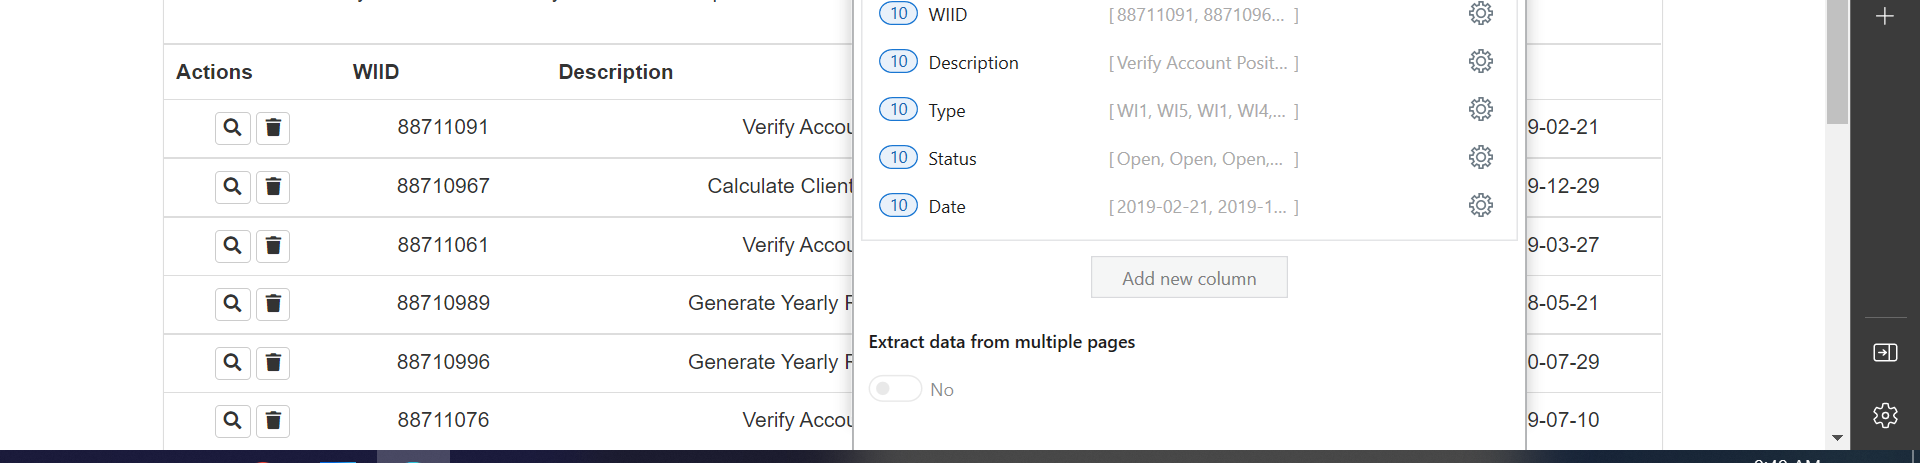 Actions WIID Description
88711091 Verify Accou 9-02-21
88710967 Calculate Client 9-12-29
88711061 Verify Accou 9-03-27
88710989 Generate Yearly 8-05-21
88710996 Generate Yearly 0-07-29
88711076 Verify Accou 9-07-10
10 WIID [ 88711091, 8871096... ]
10 Description [ Verify Account Posit... ]
10 Type [ WI1, WI5, WI1, WI4,... ]
10 Status [ Open, Open, Open,... ]
10 Date [ 2019-02-21, 2019-1... ]
Add new column
Extract data from multiple pages
No